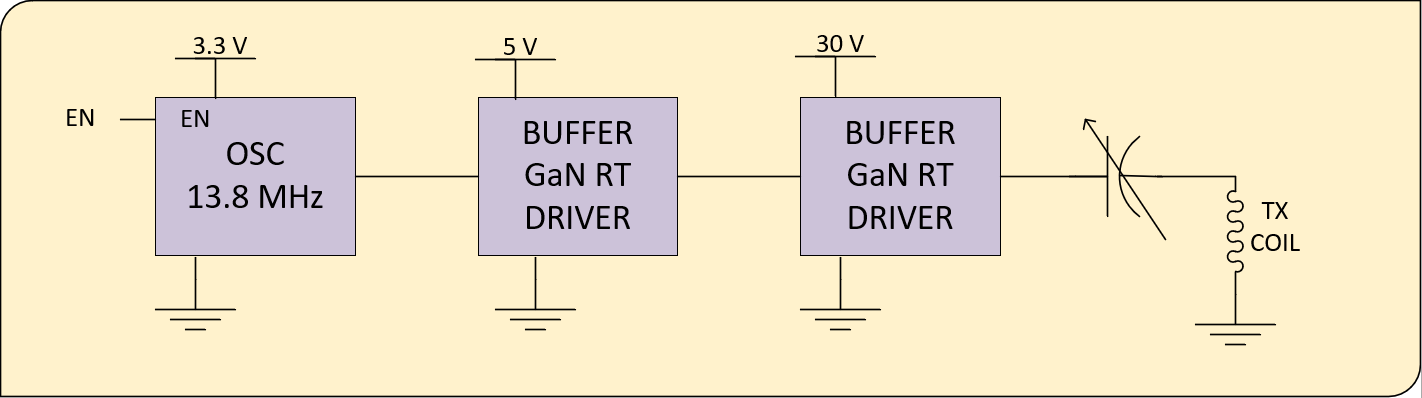 3.3 V
5 V
30 V
EN
EN
OSC
13.8 MHz
BUFFER
GaN RT
DRIVER
BUFFER
GaN RT
DRIVER
TX
COIL